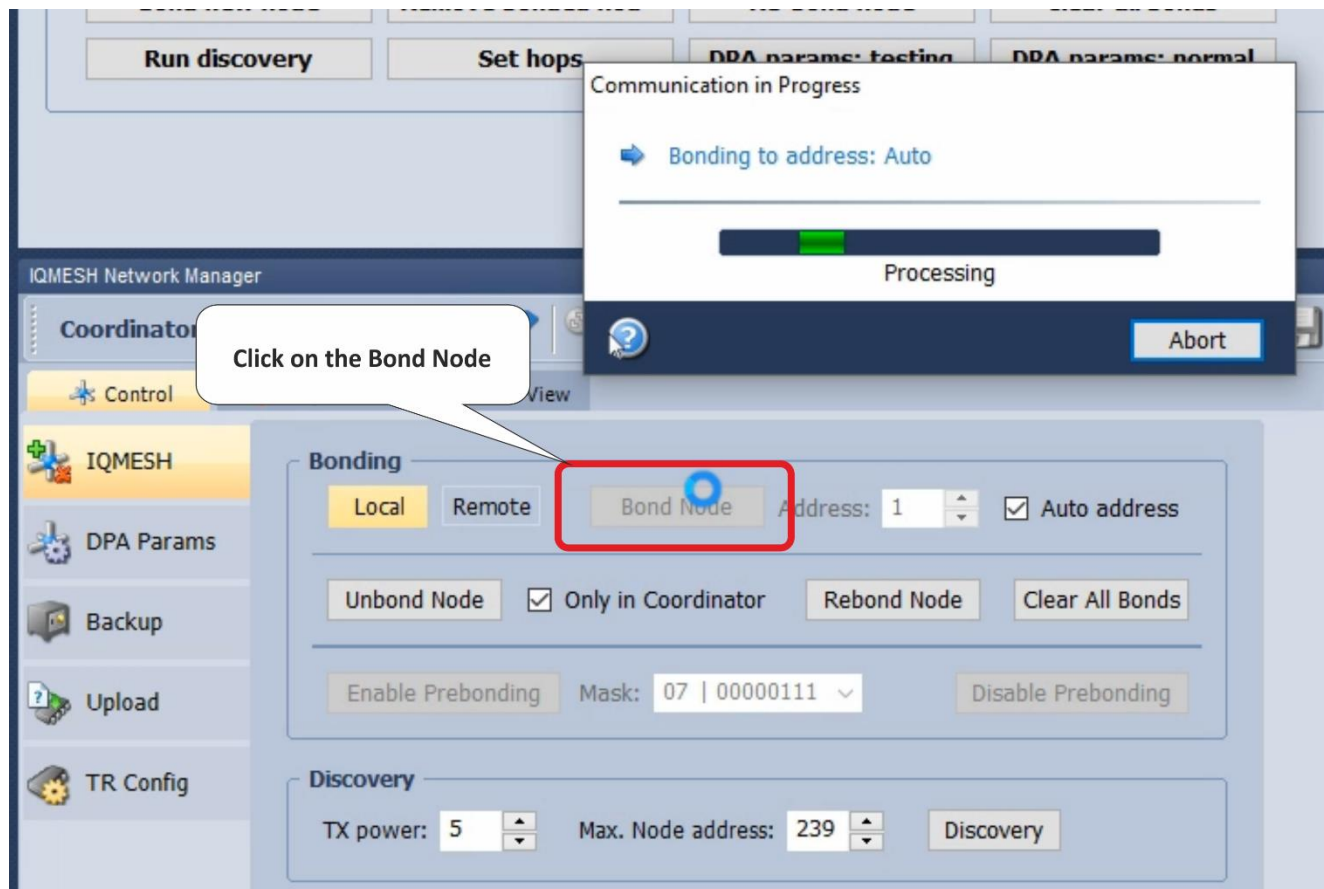 Run discovery
Set hops
DPA params: testing
DPA params: normal
Communication in Progress
Bonding to address: Auto
Processing
Abort
IQMESH Network Manager
Coordinator
Click on the Bond Node
Control
View
IQMESH
DPA Params
Backup
Upload
TR Config
Bonding
Local Remote Bond Node Address: 1 Auto address
Unbond Node Only in Coordinator Rebond Node Clear All Bonds
Enable Prebonding Mask: 07 | 00000111 Disable Prebonding
Discovery
TX power: 5 Max. Node address: 239 Discovery